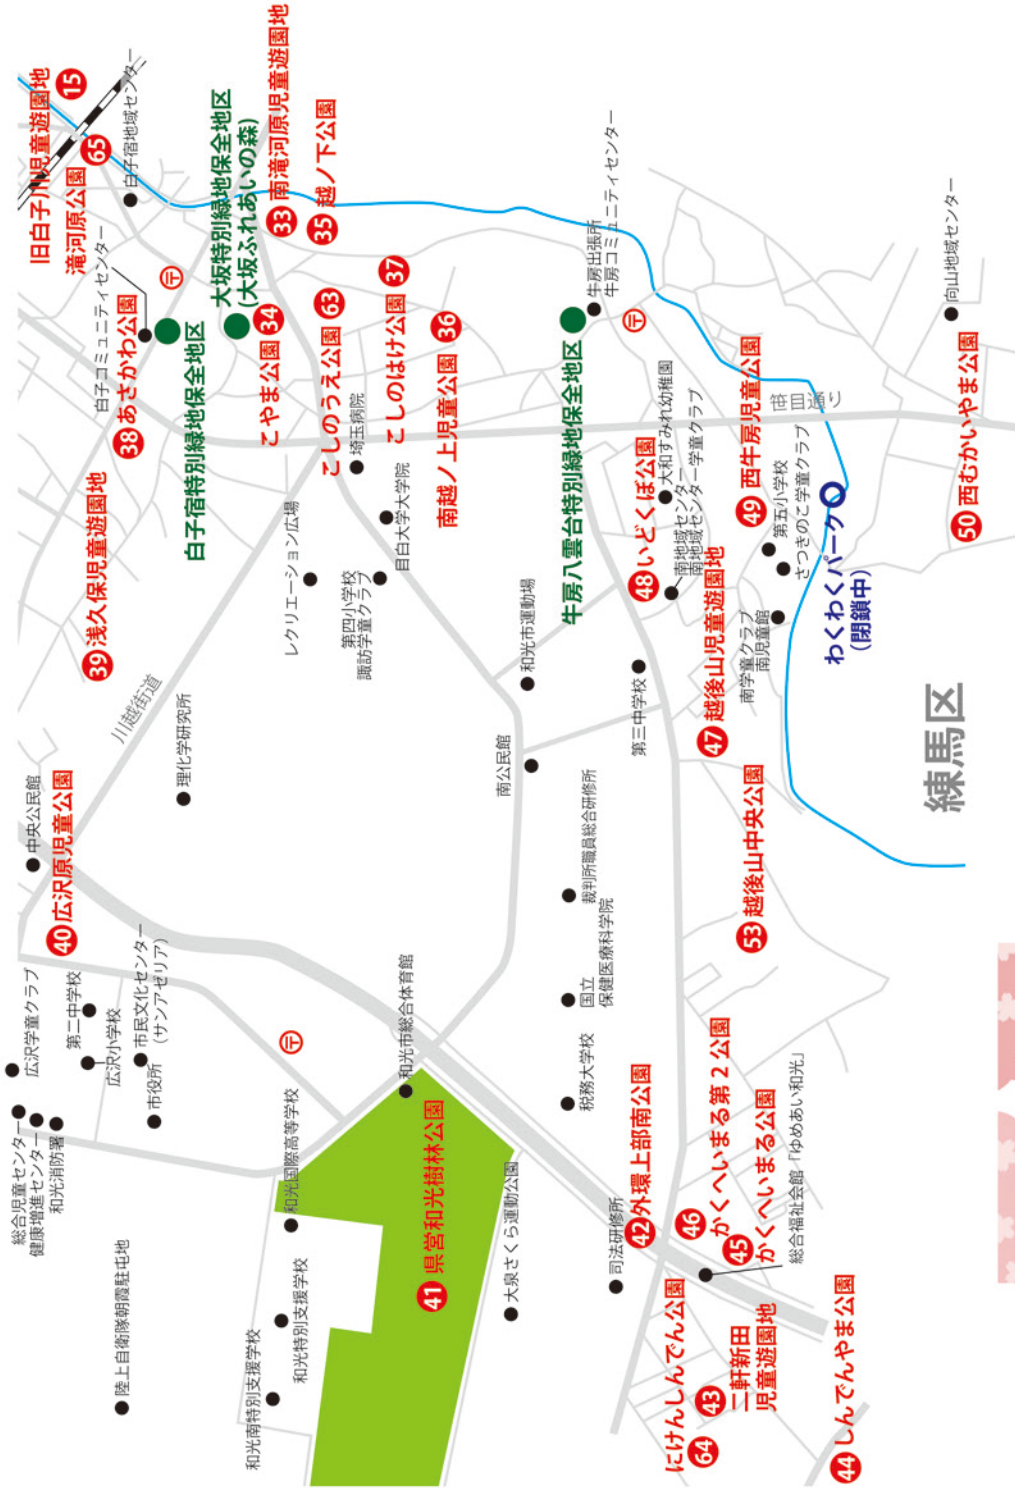 旧白子川児童遊園地
15
65
滝河原公園
白子宿地域センター
白子コミュニティセンター
〒
38
あさかわ公園
白子宿特別緑地保全地区
大坂特別緑地保全地区
(大坂ふれあいの森)
33
南滝河原児童遊園地
35
越ノ下公園
34
こやま公園
63
こしのうえ公園
37
こしのはけ公園
36
南越ノ上児童公園
埼玉病院
目白大学大学院
39
浅久保児童遊園地
川越街道
レクリエーション広場
第四小学校
諏訪学童クラブ
理化学研究所
中央公民館
40
広沢原児童公園
広沢学童クラブ
第二中学校
広沢小学校
市民文化センター
(サンアゼリア)
市役所
総合児童センター
健康増進センター
和光消防署
陸上自衛隊朝霞駐屯地
〒
和光国際高等学校
和光特別支援学校
和光南特別支援学校
和光市総合体育館
41
県営和光樹林公園
大泉さくら運動公園
南公民館
和光市運動場
牛房八雲台特別緑地保全地区
牛房出張所
牛房コミュニティセンター
〒
裁判所職員総合研修所
国立
保健医療科学院
税務大学校
司法研修所
第三中学校
48
いどくぼ公園
大和すみれ幼稚園
南地域センター
南地域センター学童クラブ
47
越後山児童遊園地
49
西牛房児童公園
第五小学校
さつきのこ学童クラブ
南学童クラブ
南児童館
笹目通り
わくわくパーク
(閉鎖中)
向山地域センター
50
西むかいやま公園
練馬区
53
越後山中央公園
42
外環上部南公園
46
かくへいまる第2公園
45
かくへいまる公園
総合福祉会館「ゆめあい和光」
にけんしんでん公園
64
43
二軒新田
児童遊園地
44
しんでんやま公園